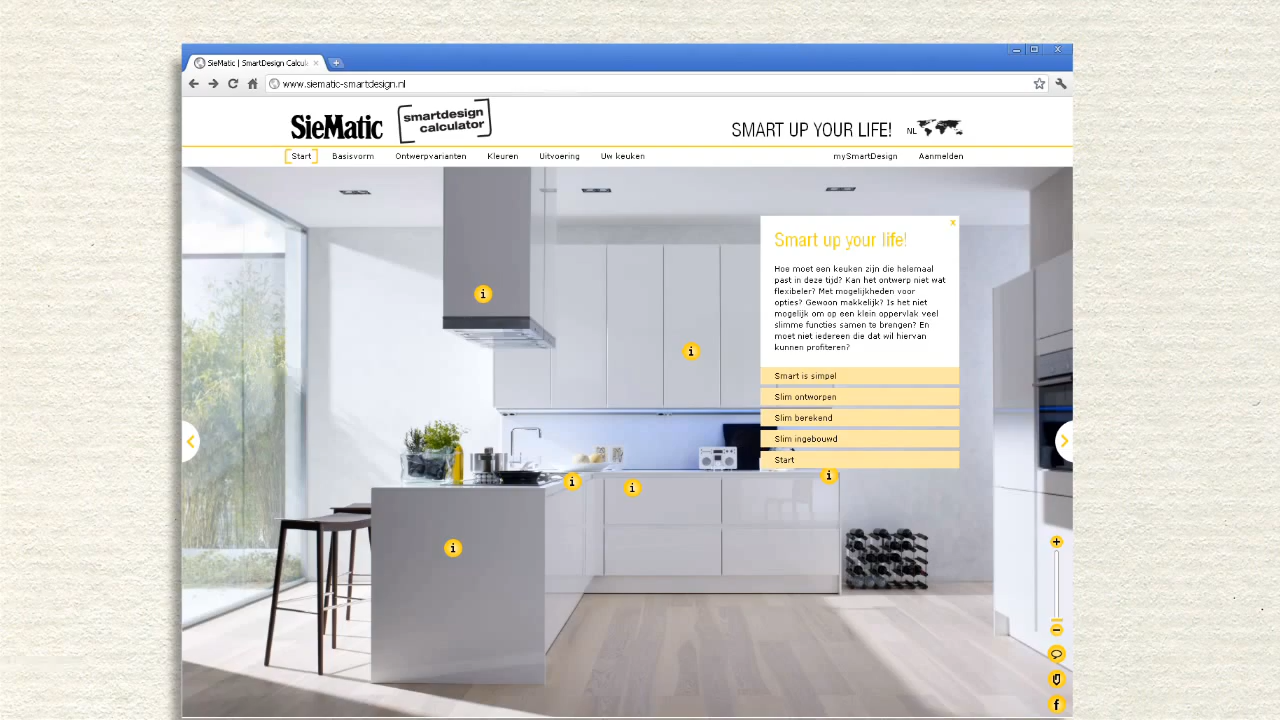 SieMatic | SmartDesign Calcul
www.siematic-smartdesign.nl
SieMatic
smartdesign
calculator
SMART UP YOUR LIFE!
NL
Start Basisvorm Ontwerpvarianten Kleuren Uitvoering Uw keuken mySmartDesign Aanmelden
x
Smart up your life!
Hoe moet een keuken zijn die helemaal
past in deze tijd? Kan het ontwerp niet wat
flexibeler? Met mogelijkheden voor
opties? Gewoon makkelijk? Is het niet
mogelijk om op een klein oppervlak veel
slimme functies samen te brengen? En
moet niet iedereen die dat wil hiervan
kunnen profiteren?
Smart is simpel
Slim ontworpen
Slim berekend
Slim ingebouwd
Start
i
i
i
i
i
i
f